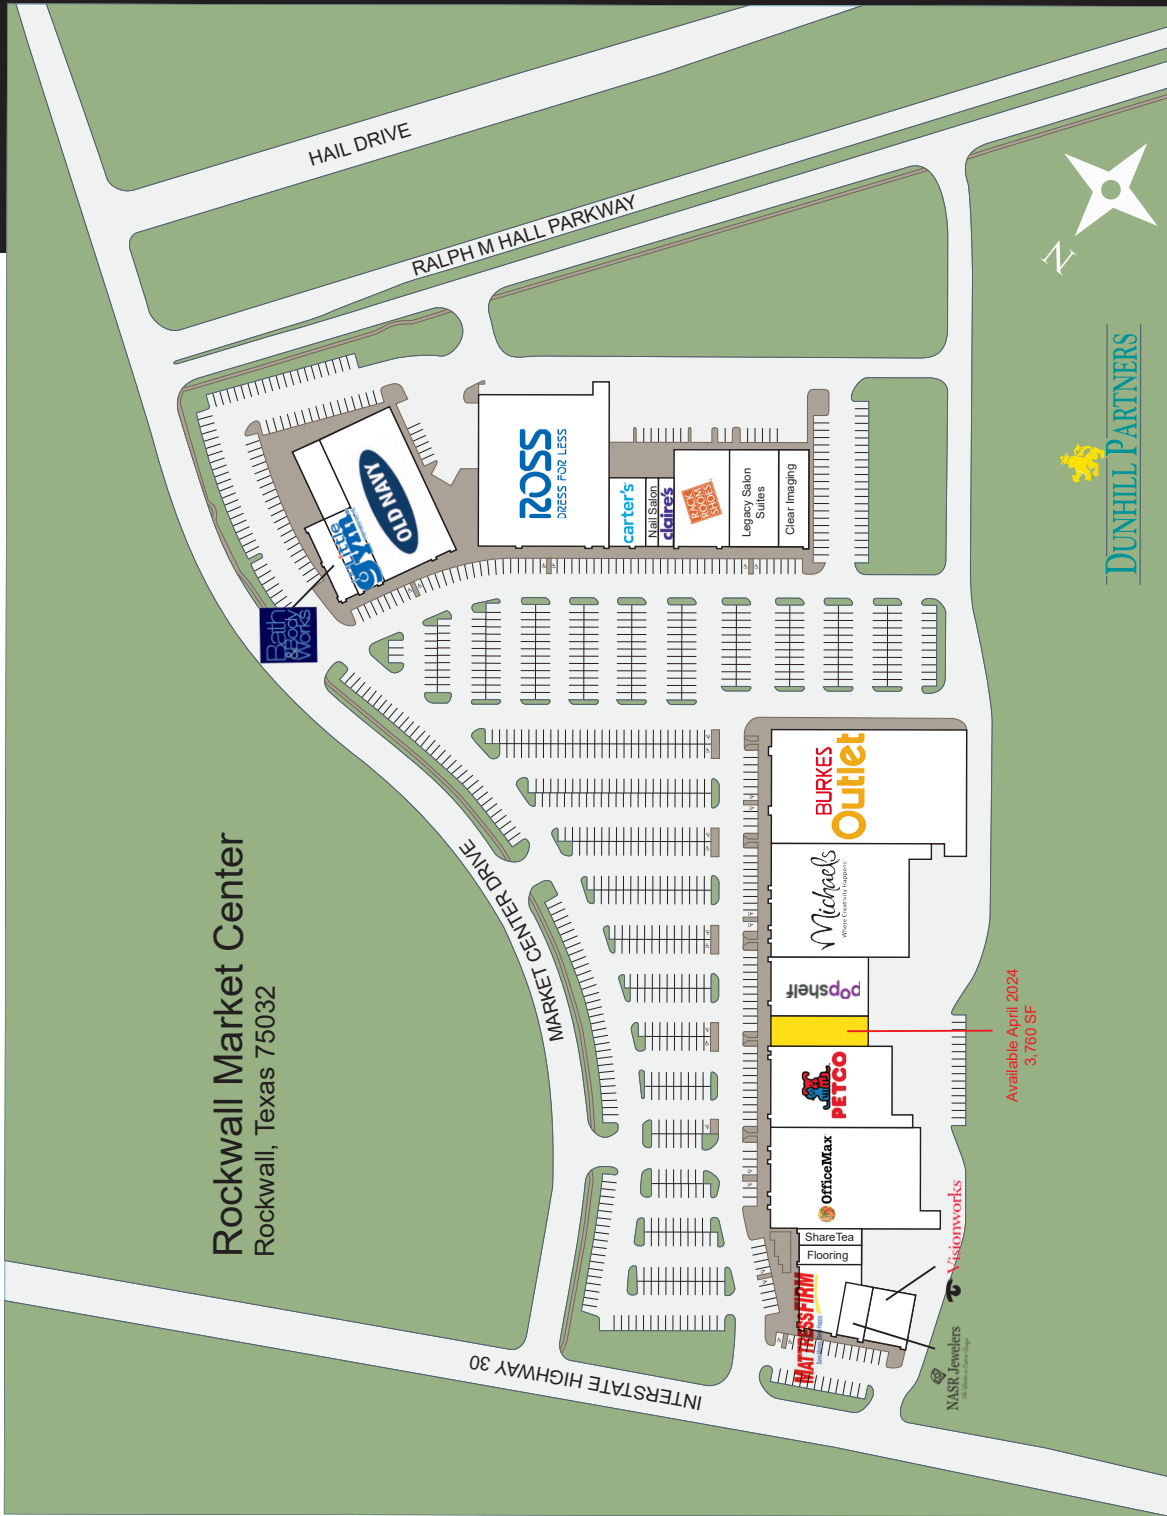 Rockwall Market Center
Rockwall, Texas 75032
HAIL DRIVE
RALPH M HALL PARKWAY
MARKET CENTER DRIVE
INTERSTATE HIGHWAY 30
N
DUNHILL PARTNERS
Bath
&Body
Works
The Little
Gym
OLD NAVY
ROSS
DRESS FOR LESS
carter's
Nail Salon
claire's
RACK
ROOM
SHOES
Legacy Salon
Suites
Clear Imaging
BURKES
Outlet
Michaels
Where Creativity Happens
popshelf
Available April 2024
3,760 SF
PETCO
OfficeMax
ShareTea
Flooring
MATTRESSFIRM
Visionworks
NASR Jewelers